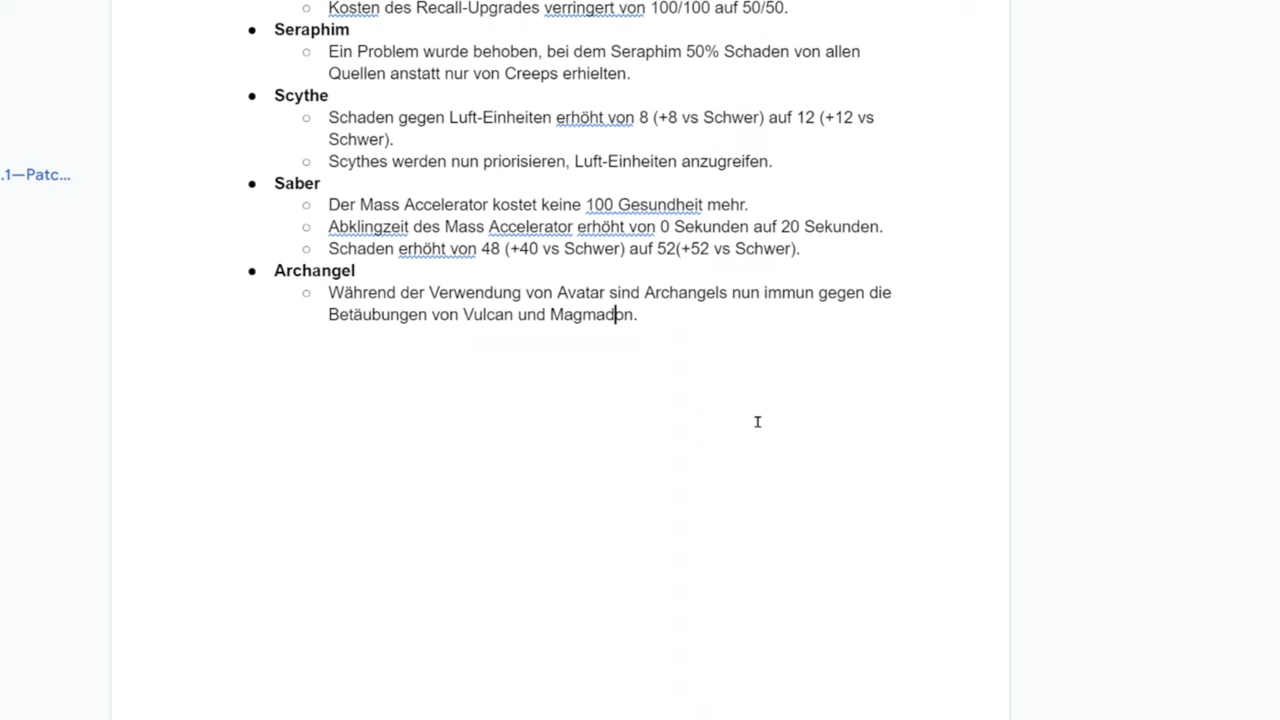 Kosten des Recall-Upgrades verringert von 100/100 auf 50/50.
Seraphim
Ein Problem wurde behoben, bei dem Seraphim 50% Schaden von allen
Quellen anstatt nur von Creeps erhielten.
Scythe
Schaden gegen Luft-Einheiten erhöht von 8 (+8 vs Schwer) auf 12 (+12 vs
Schwer).
Scythes werden nun priorisieren, Luft-Einheiten anzugreifen.
.1—Patc...
Saber
Der Mass Accelerator kostet keine 100 Gesundheit mehr.
Abklingzeit des Mass Accelerator erhöht von 0 Sekunden auf 20 Sekunden.
Schaden erhöht von 48 (+40 vs Schwer) auf 52(+52 vs Schwer).
Archangel
Während der Verwendung von Avatar sind Archangels nun immun gegen die
Betäubungen von Vulcan und Magmadon.